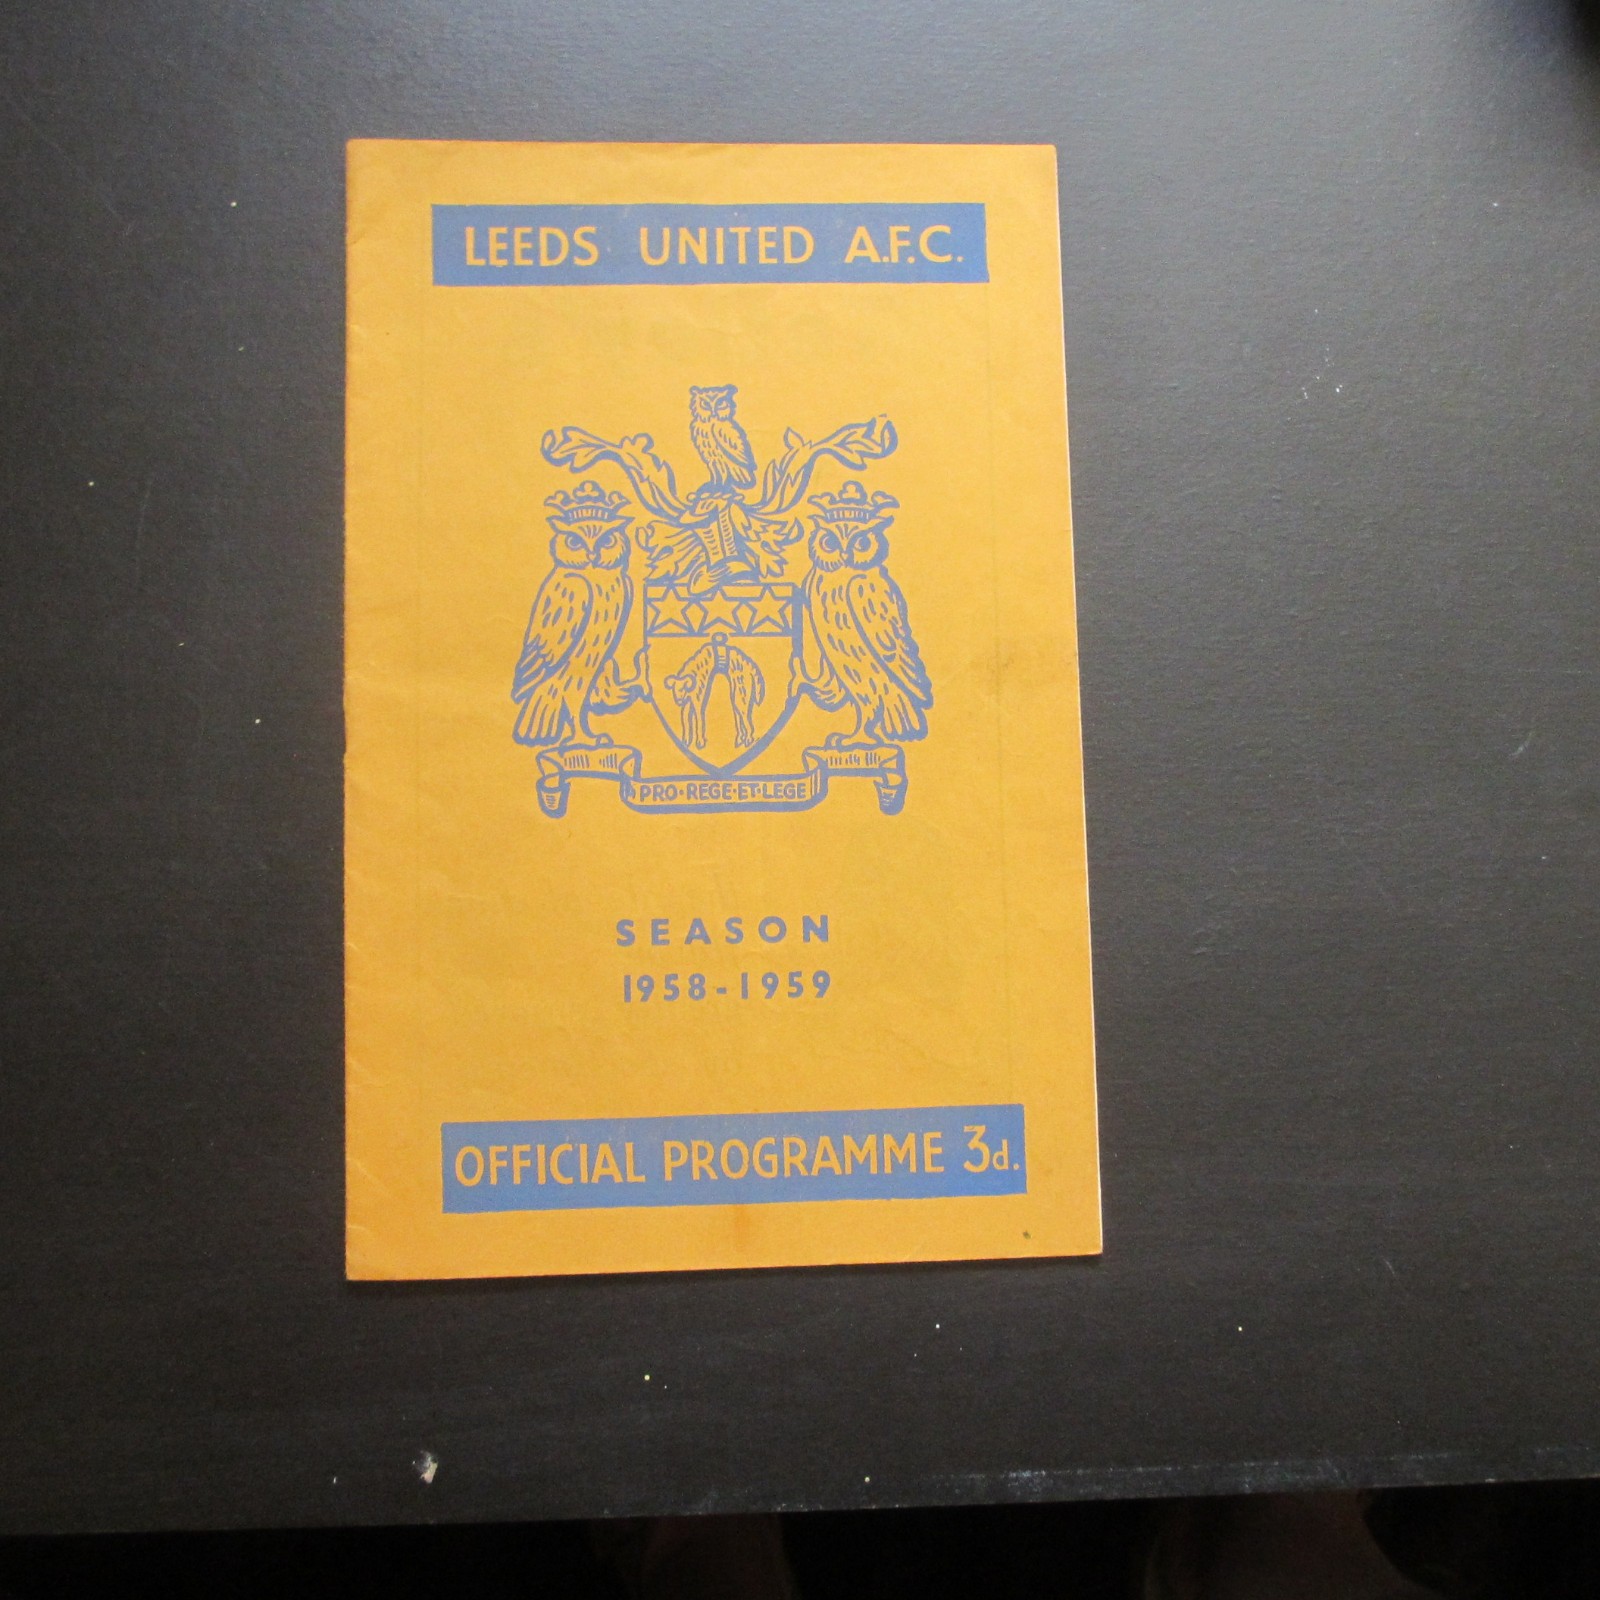 LEEDS UNITED A.F.C.
PRO·REGE·ET·LEGE
SEASON
1958-1959
OFFICIAL PROGRAMME 3d.